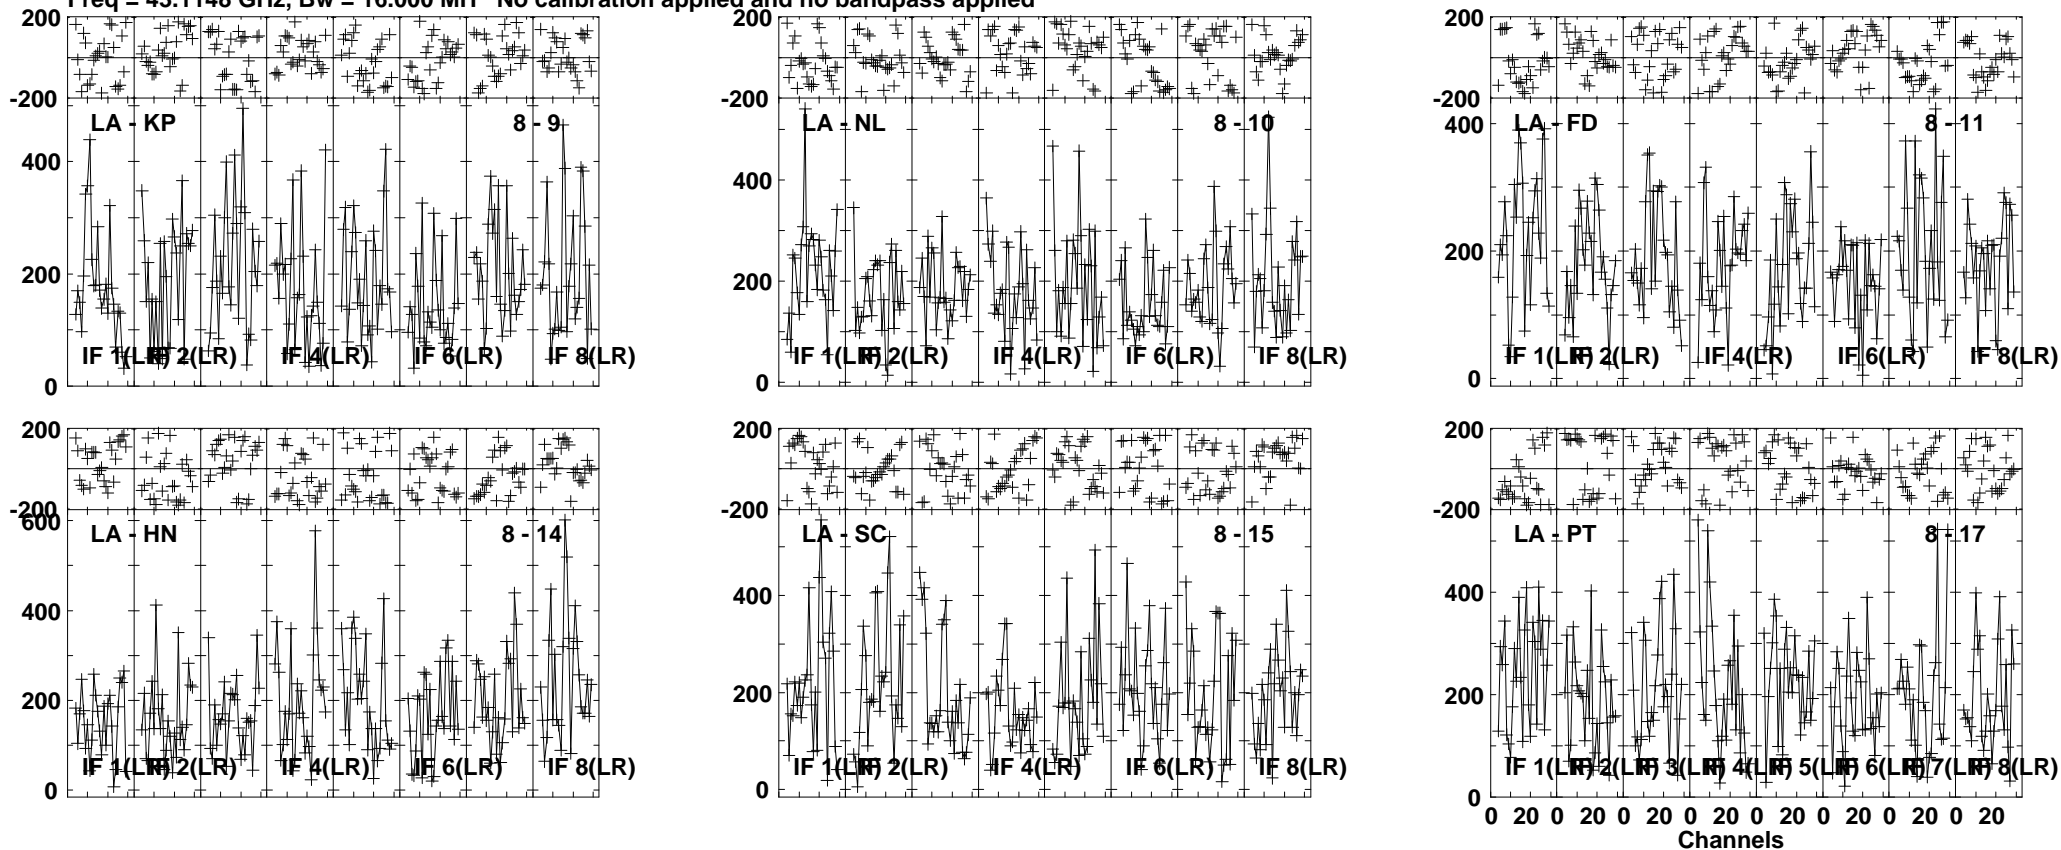 Freq = 43.1148 GHz, Bw = 16.000 MH No calibration applied and no bandpass applied
200
-200
LA - KP 8 - 9
400
200
0
IF 1(LR) IF 2(LR) IF 4(LR) IF 6(LR) IF 8(LR)
200
-200
LA - NL 8 - 10
400
200
0
IF 1(LR) IF 2(LR) IF 4(LR) IF 6(LR) IF 8(LR)
200
-200
LA - FD 8 - 11
400
200
0
IF 1(LR) IF 2(LR) IF 4(LR) IF 6(LR) IF 8(LR)
200
-200
LA - HN 8 - 14
600
400
200
0
IF 1(LR) IF 2(LR) IF 4(LR) IF 6(LR) IF 8(LR)
200
-200
LA - SC 8 - 15
400
200
0
IF 1(LR) IF 2(LR) IF 4(LR) IF 6(LR) IF 8(LR)
200
-200
LA - PT 8 - 17
400
200
0
IF 1(LR) IF 2(LR) IF 3(LR) IF 4(LR) IF 5(LR) IF 6(LR) IF 7(LR) IF 8(LR)
0 20 0 20 0 20 0 20 0 20 0 20 0 20 0 20
Channels